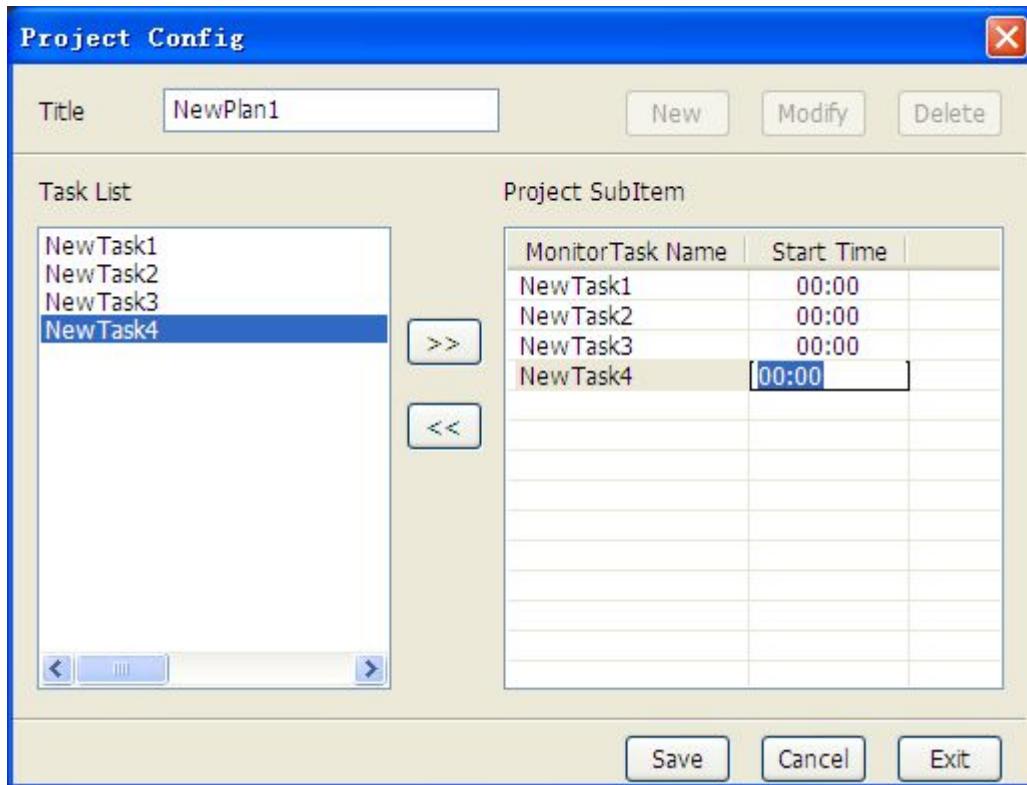 Project Config
Title NewPlan1 New Modify Delete
Task List Project SubItem
NewTask1
NewTask2
NewTask3
NewTask4
>>
<<
MonitorTask Name Start Time
NewTask1 00:00
NewTask2 00:00
NewTask3 00:00
NewTask4 00:00
Save Cancel Exit